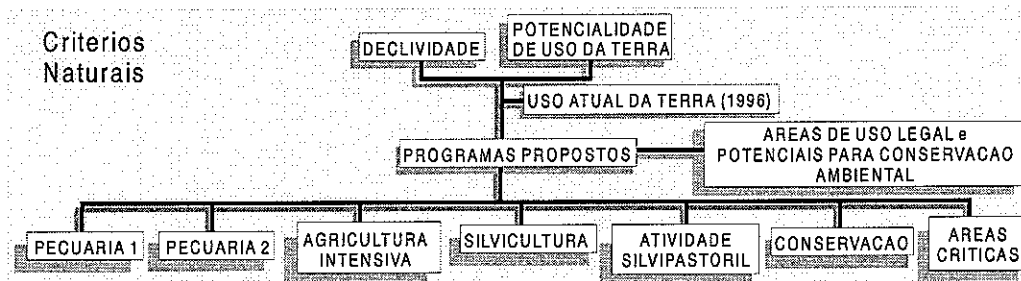 Criterios
Naturais
DECLIVIDADE
POTENCIALIDADE
DE USO DA TERRA
USO ATUAL DA TERRA (1996)
PROGRAMAS PROPOSTOS
AREAS DE USO LEGAL e
POTENCIAIS PARA CONSERVACAO
AMBIENTAL
PECUARIA 1
PECUARIA 2
AGRICULTURA
INTENSIVA
SILVICULTURA
ATIVIDADE
SILVIPASTORIL
CONSERVACAO
AREAS
CRITICAS